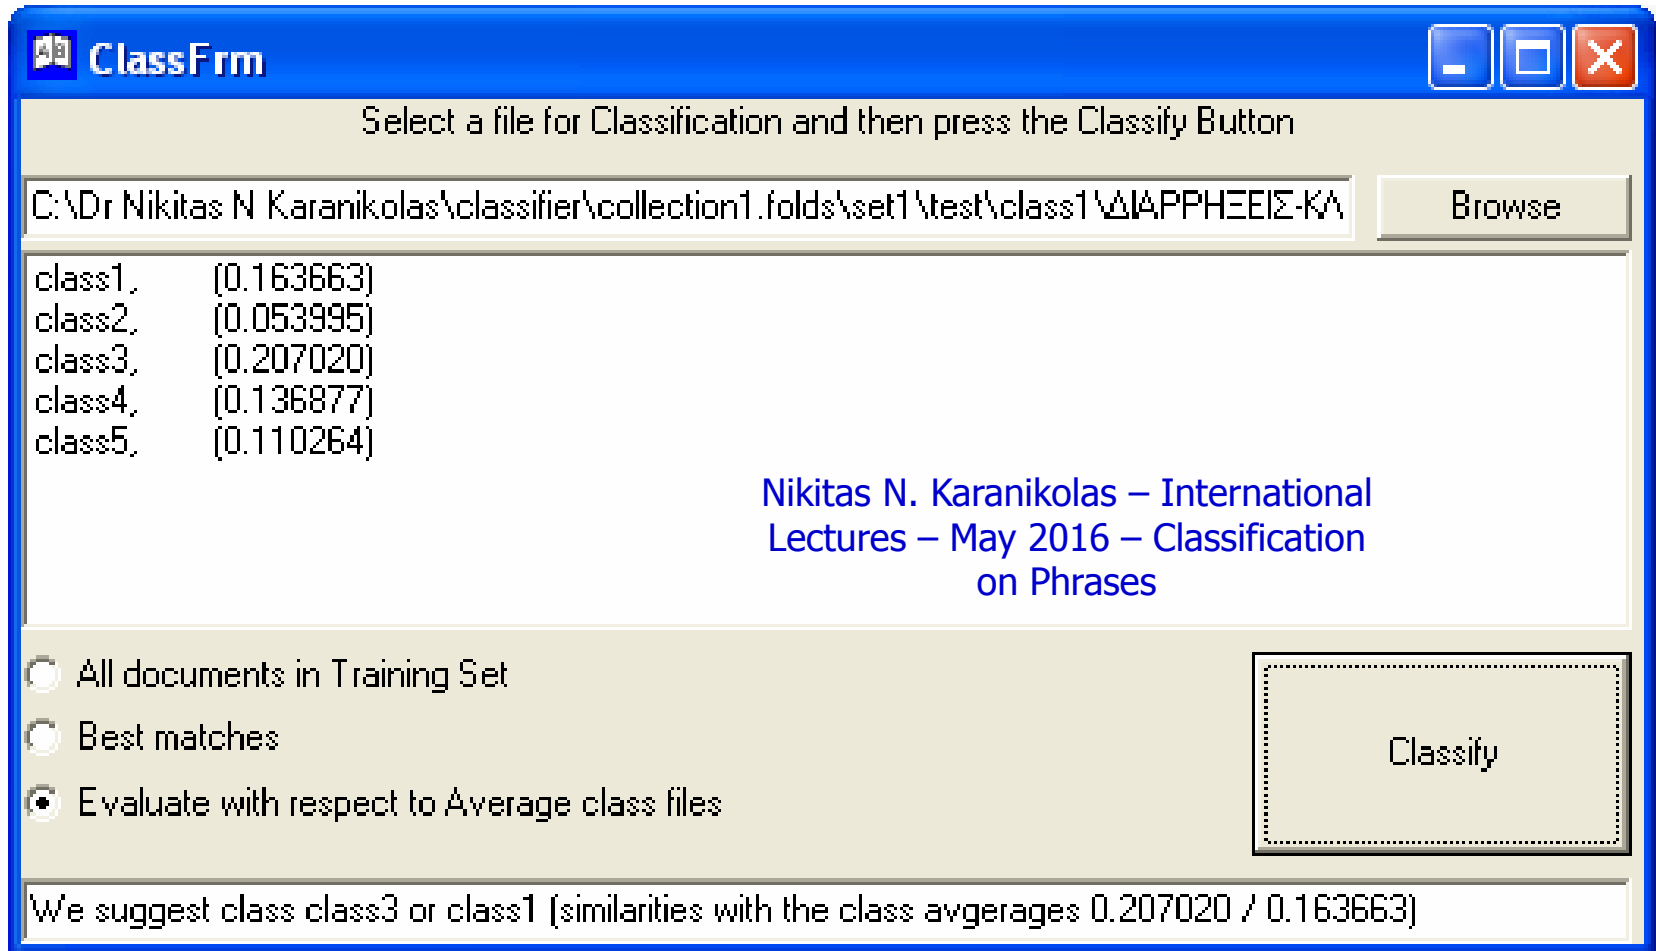 ClassFrm
Select a file for Classification and then press the Classify Button
C:\Dr Nikitas N Karanikolas\classifier\collection1.folds\set1\test\class1\ΔΙΑΡΡΗΞΕΙΣ-ΚΛ
Browse
class1, (0.163663)
class2, (0.053995)
class3, (0.207020)
class4, (0.136877)
class5, (0.110264)
Nikitas N. Karanikolas – International
Lectures – May 2016 – Classification
on Phrases
All documents in Training Set
Best matches
Evaluate with respect to Average class files
Classify
We suggest class class3 or class1 (similarities with the class avgerages 0.207020 / 0.163663)